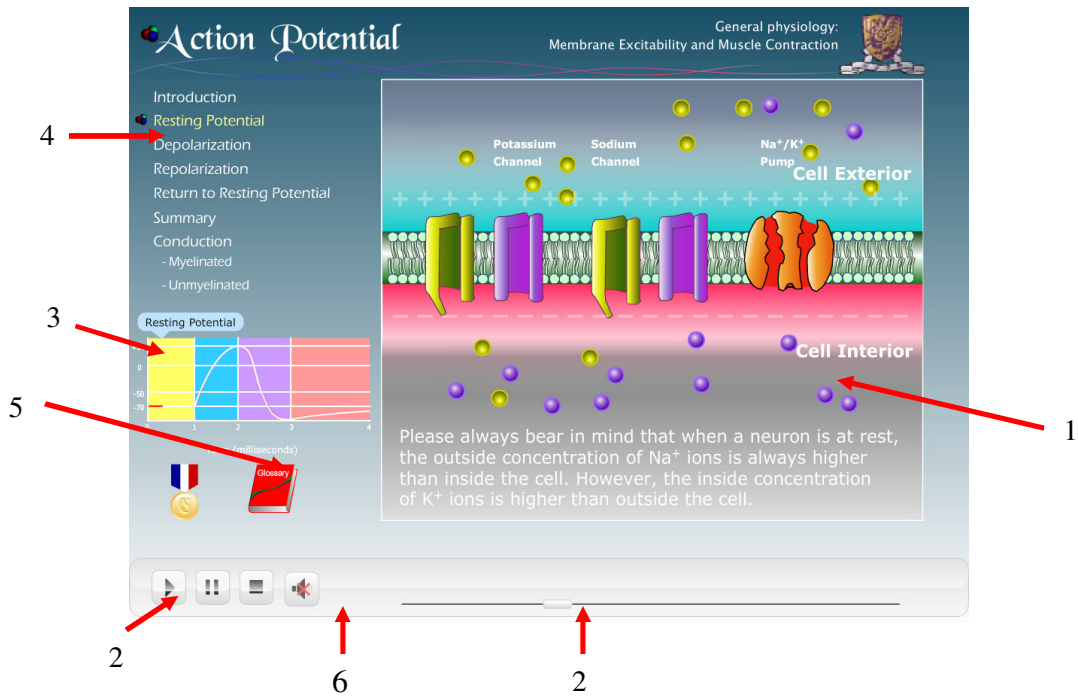 Action Potential
General physiology:
Membrane Excitability and Muscle Contraction
Introduction
Resting Potential
Depolarization
Repolarization
Return to Resting Potential
Summary
Conduction
- Myelinated
- Unmyelinated
4
Potassium
Channel
Sodium
Channel
Na⁺/K⁺
Pump
Cell Exterior
+ + + + + + + + + + + + + + + + + + + + +
Cell Interior
3
Resting Potential
0
-50
-70
0
1
2
3
4
(milliseconds)
5
Glossary
1
Please always bear in mind that when a neuron is at rest,
the outside concentration of Na⁺ ions is always higher
than inside the cell. However, the inside concentration
of K⁺ ions is higher than outside the cell.
2
6
2